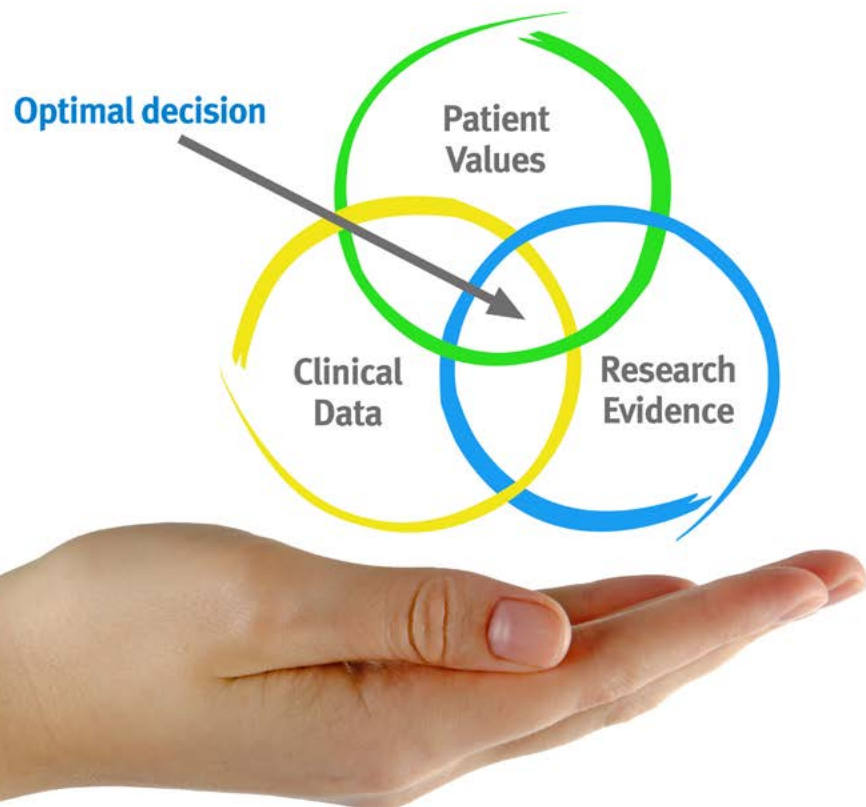 Optimal decision
Patient
Values
Clinical
Data
Research
Evidence